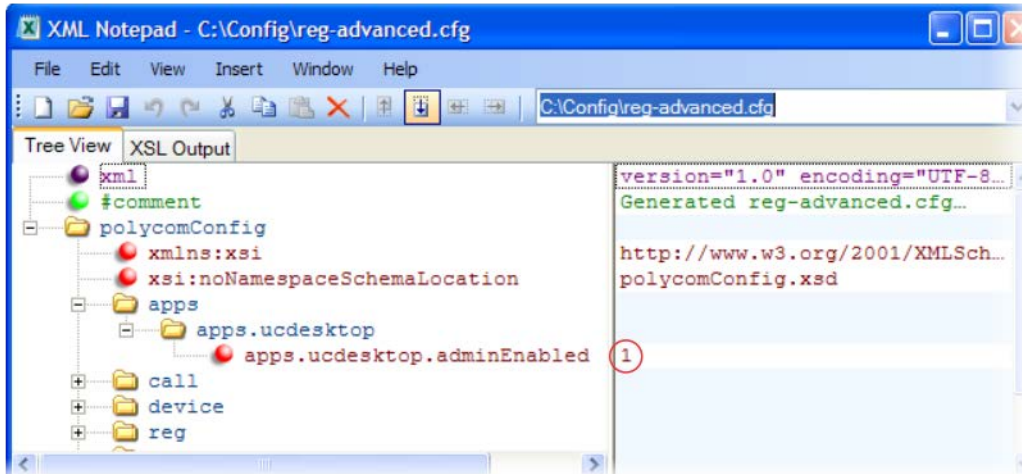 XML Notepad - C:\Config\reg-advanced.cfg
File Edit View Insert Window Help
C:\Config\reg-advanced.cfg
Tree View XSL Output
xml version="1.0" encoding="UTF-8...
#comment Generated reg-advanced.cfg...
polycomConfig
xmlns:xsi http://www.w3.org/2001/XMLSch...
xsi:noNamespaceSchemaLocation polycomConfig.xsd
apps
apps.ucdesktop
apps.ucdesktop.adminEnabled 1
call
device
reg